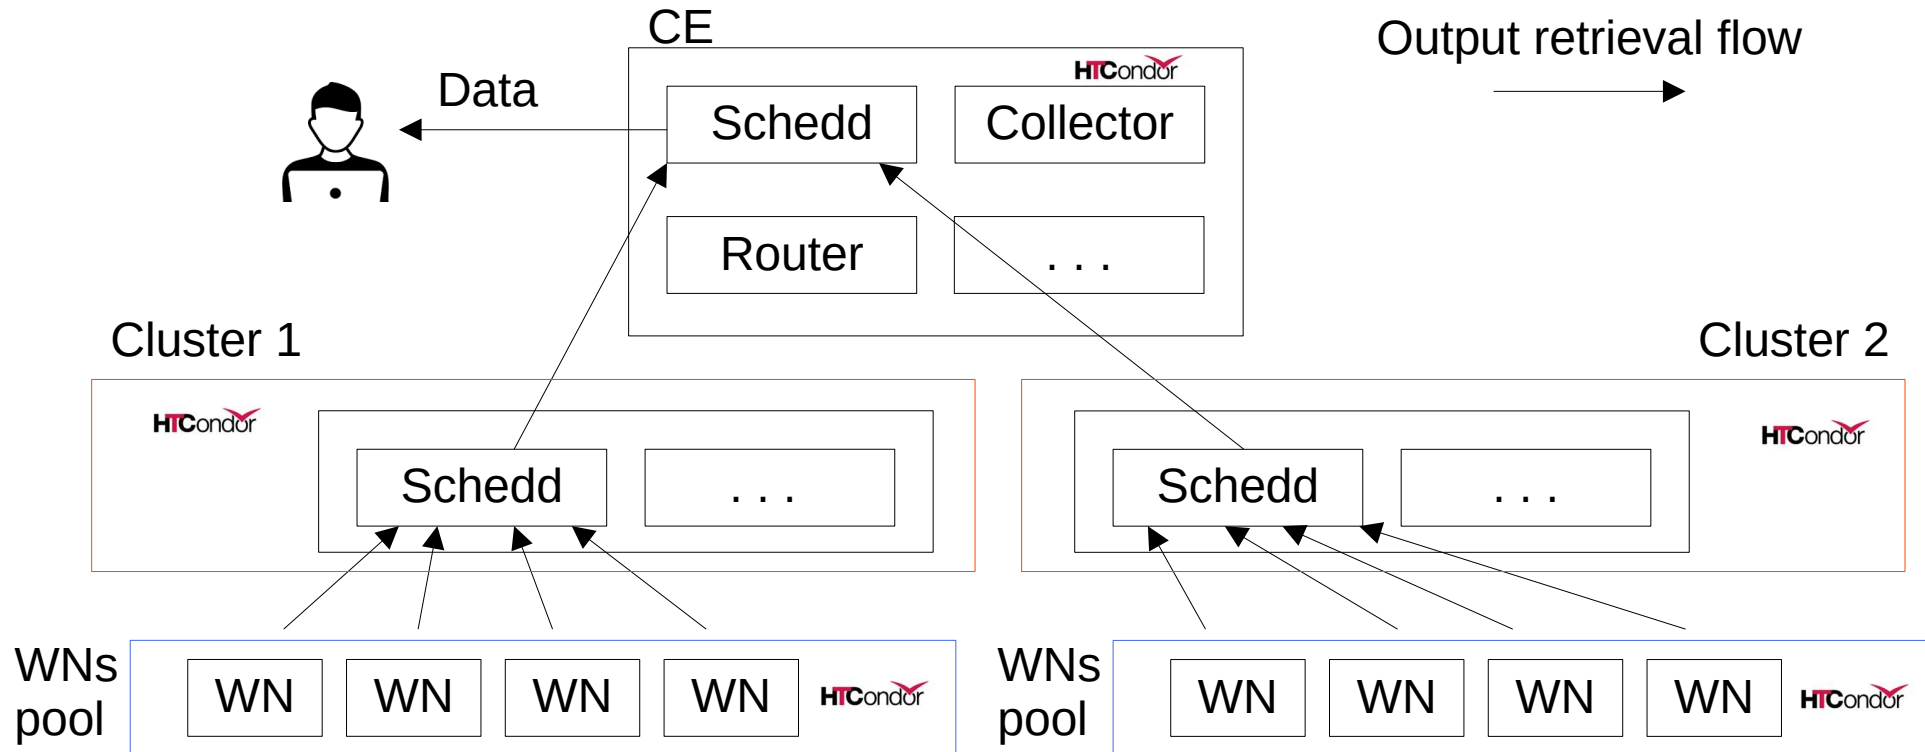 CE
Output retrieval flow
HTCondor
Data
Schedd
Collector
Router
. . .
Cluster 1
Cluster 2
HTCondor
HTCondor
Schedd
. . .
Schedd
. . .
WNs
pool
WN
WN
WN
WN
HTCondor
WNs
pool
WN
WN
WN
WN
HTCondor